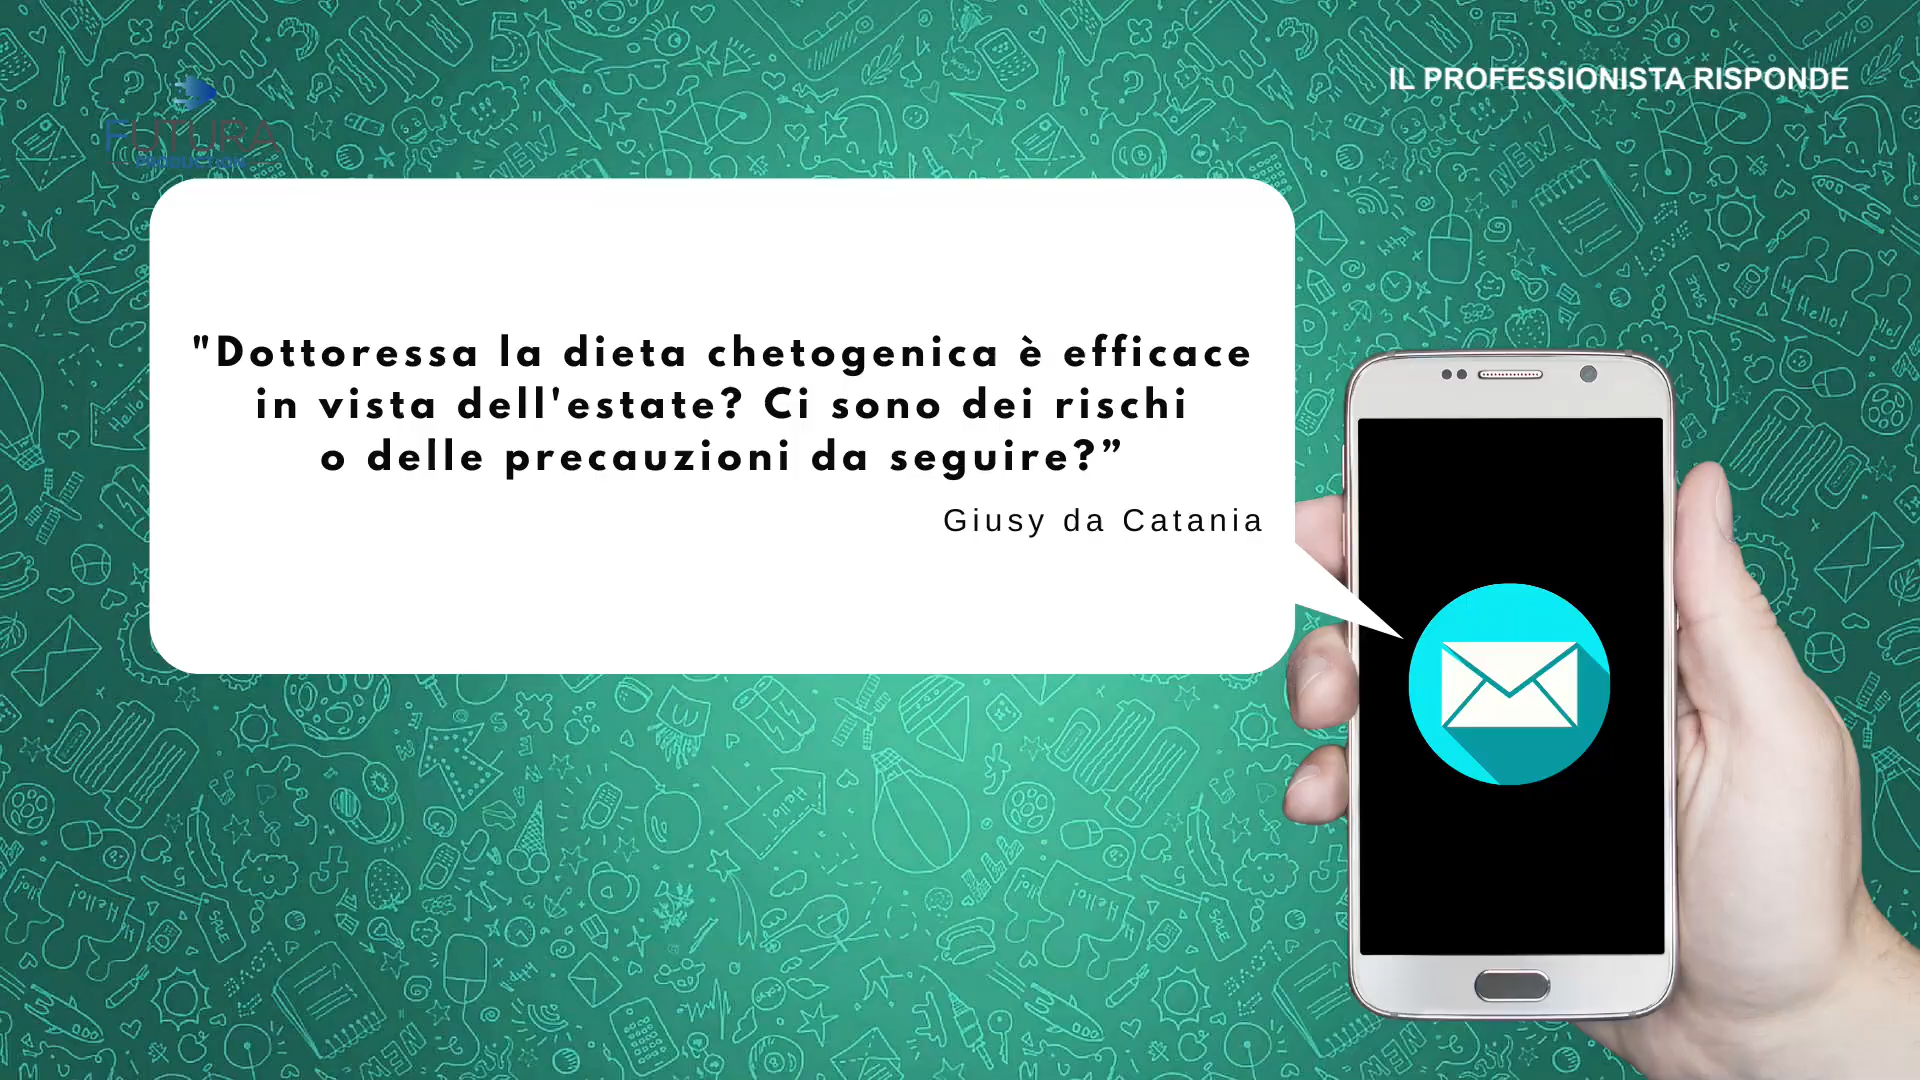 IL PROFESSIONISTA RISPONDE
FUTURA
PRODUCTION
"Dottoressa la dieta chetogenica è efficace
in vista dell'estate? Ci sono dei rischi
o delle precauzioni da seguire?”
Giusy da Catania